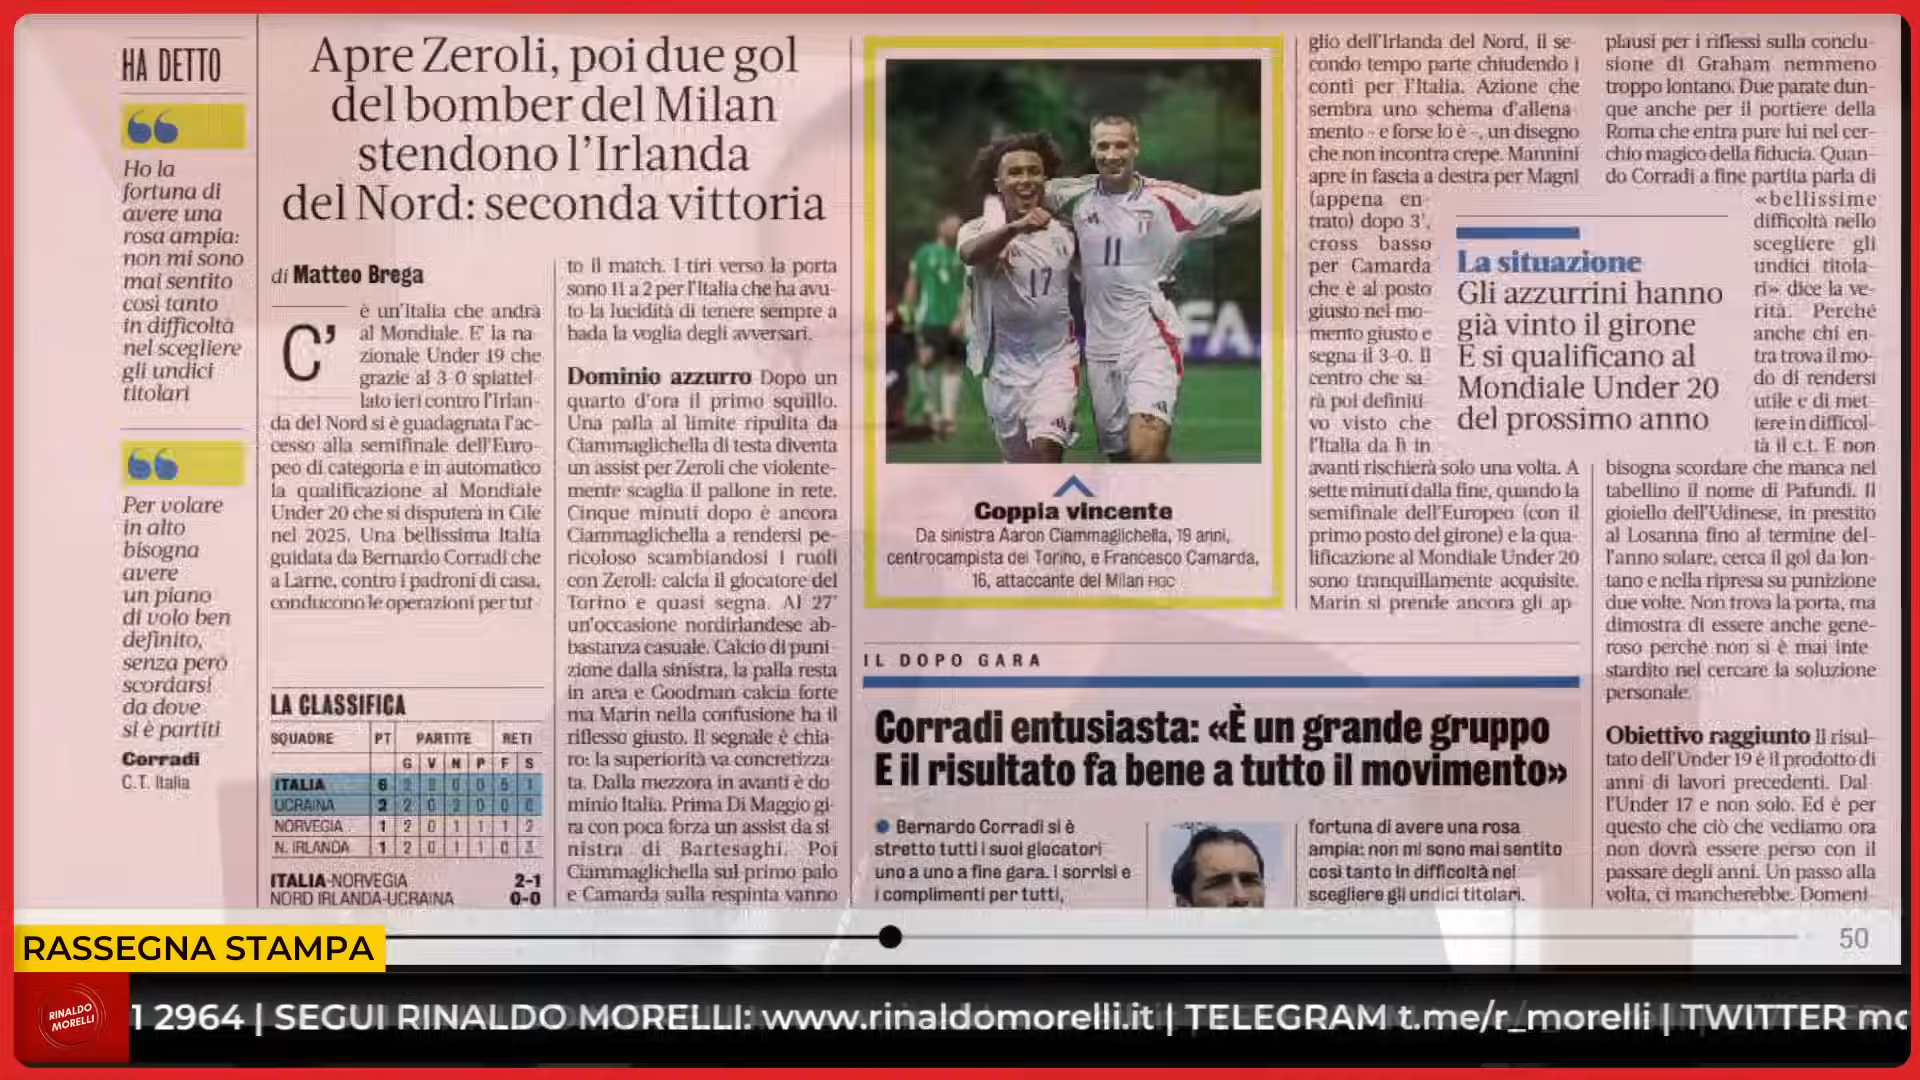 HA DETTO
Ho la
fortuna di
avere una
rosa ampia:
non mi sono
mai sentito
così tanto
in difficoltà
nel scegliere
gli undici
titolari
Per volare
in alto
bisogna
avere
un piano
di volo ben
definito,
senza però
scordarsi
da dove
si è partiti
Corradi
C.T. Italia
Apre Zeroli, poi due gol
del bomber del Milan
stendono l'Irlanda
del Nord: seconda vittoria
di Matteo Brega
C'è un'Italia che andrà
al Mondiale. E' la na-
zionale Under 19 che
grazie al 3-0 spiattel-
lato ieri contro l'Irlan-
da del Nord si è guadagnata l'ac-
cesso alla semifinale dell'Euro-
peo di categoria e in automatico
la qualificazione al Mondiale
Under 20 che si disputerà in Cile
nel 2025. Una bellissima Italia
guidata da Bernardo Corradi che
a Larne, contro i padroni di casa,
conducono le operazioni per tut-
LA CLASSIFICA
SQUADRE PT PARTITE RETI
G V N P F S
ITALIA 6 2 2 0 0 5 1
UCRAINA 2 2 0 2 0 0 0
NORVEGIA 1 2 0 1 1 1 2
N. IRLANDA 1 2 0 1 1 0 3
ITALIA-NORVEGIA 2-1
NORD IRLANDA-UCRAINA 0-0
to il match. I tiri verso la porta
sono 11 a 2 per l'Italia che ha avu-
to la lucidità di tenere sempre a
bada la voglia degli avversari.
Dominio azzurro Dopo un
quarto d'ora il primo squillo.
Una palla al limite ripulita da
Ciammaglichella di testa diventa
un assist per Zeroli che violente-
mente scaglia il pallone in rete.
Cinque minuti dopo è ancora
Ciammaglichella a rendersi pe-
ricoloso scambiandosi i ruoli
con Zeroli: calcia il giocatore del
Torino e quasi segna. Al 27'
un'occasione nordirlandese ab-
bastanza casuale. Calcio di puni-
zione dalla sinistra, la palla resta
in area e Goodman calcia forte
ma Marin nella confusione ha il
riflesso giusto. Il segnale è chia-
ro: la superiorità va concretizza-
ta. Dalla mezzora in avanti è do-
minio Italia. Prima Di Maggio gi-
ra con poca forza un assist da si-
nistra di Bartesaghi. Poi
Ciammaglichella sul primo palo
e Camarda sulla respinta vanno
17
11
FA
Coppia vincente
Da sinistra Aaron Ciammaglichella, 19 anni,
centrocampista del Torino, e Francesco Camarda,
16, attaccante del Milan
IL DOPO GARA
Corradi entusiasta: «È un grande gruppo
E il risultato fa bene a tutto il movimento»
Bernardo Corradi si è
stretto tutti i suoi giocatori
uno a uno a fine gara. I sorrisi e
i complimenti per tutti,
fortuna di avere una rosa
ampia: non mi sono mai sentito
così tanto in difficoltà nel
scegliere gli undici titolari.
glio dell'Irlanda del Nord, il se-
condo tempo parte chiudendo i
conti per l'Italia. Azione che
sembra uno schema d'allena-
mento - e forse lo è -, un disegno
che non incontra crepe. Mannini
apre in fascia a destra per Magni
(appena en-
trato) dopo 3',
cross basso
per Camarda
che è al posto
giusto nel mo-
mento giusto e
segna il 3-0. Il
centro che sa-
rà poi definiti-
vo visto che
l'Italia da lì in
avanti rischierà solo una volta. A
sette minuti dalla fine, quando la
semifinale dell'Europeo (con il
primo posto del girone) e la qua-
lificazione al Mondiale Under 20
sono tranquillamente acquisite.
Marin si prende ancora gli ap-
La situazione
Gli azzurrini hanno
già vinto il girone
E si qualificano al
Mondiale Under 20
del prossimo anno
plausi per i riflessi sulla conclu-
sione di Graham nemmeno
troppo lontano. Due parate dun-
que anche per il portiere della
Roma che entra pure lui nel cer-
chio magico della fiducia. Quan-
do Corradi a fine partita parla di
«bellissime
difficoltà nello
scegliere gli
undici titola-
ri» dice la ve-
rità. Perché
anche chi en-
tra trova il mo-
do di rendersi
utile e di met-
tere in difficol-
tà il c.t. E non
bisogna scordare che manca nel
tabellino il nome di Pafundi. Il
gioiello dell'Udinese, in prestito
al Losanna fino al termine del-
l'anno solare, cerca il gol da lon-
tano e nella ripresa su punizione
due volte. Non trova la porta, ma
dimostra di essere anche gene-
roso perché non si è mai inte
stardito nel cercare la soluzione
personale.
Obiettivo raggiunto Il risul-
tato dell'Under 19 è il prodotto di
anni di lavori precedenti. Dal-
l'Under 17 e non solo. Ed è per
questo che ciò che vediamo ora
non dovrà essere perso con il
passare degli anni. Un passo alla
volta, ci mancherebbe. Domeni-
50
RASSEGNA STAMPA
RINALDO
MORELLI
1 2964 | SEGUI RINALDO MORELLI: www.rinaldomorelli.it | TELEGRAM t.me/r_morelli | TWITTER mo